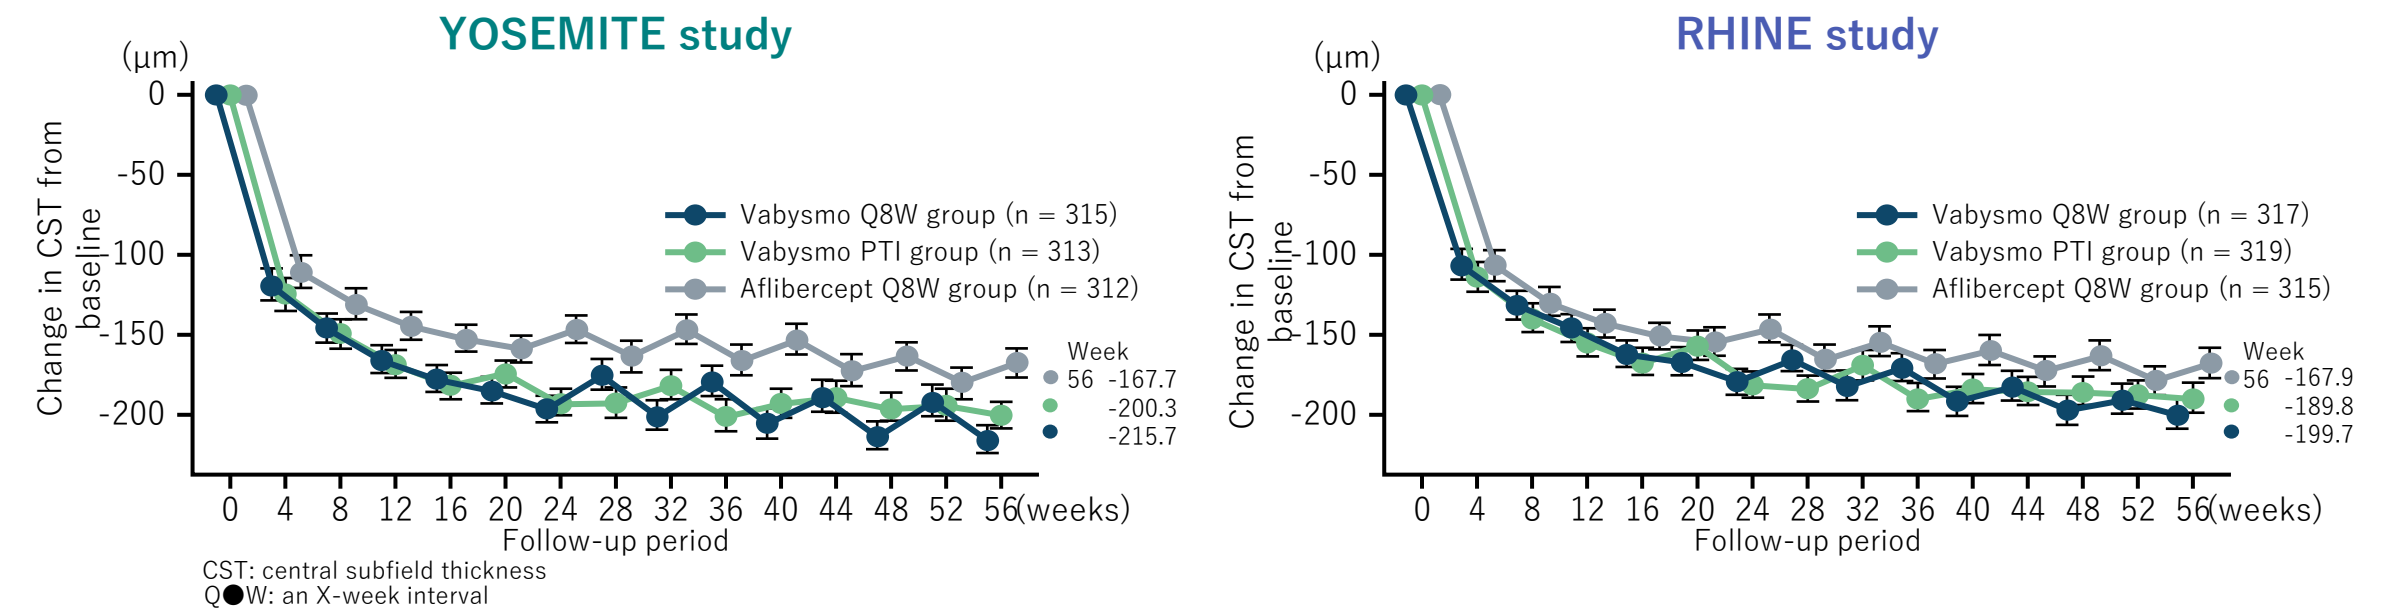 YOSEMITE study
(μm)
0
-50
-100
-150
-200
Change in CST from
baseline
Vabysmo Q8W group (n = 315)
Vabysmo PTI group (n = 313)
Aflibercept Q8W group (n = 312)
Week
56 -167.7
-200.3
-215.7
0 4 8 12 16 20 24 28 32 36 40 44 48 52 56(weeks)
Follow-up period
CST: central subfield thickness
Q●W: an X-week interval
RHINE study
(μm)
0
-50
-100
-150
-200
Change in CST from
baseline
Vabysmo Q8W group (n = 317)
Vabysmo PTI group (n = 319)
Aflibercept Q8W group (n = 315)
Week
56 -167.9
-189.8
-199.7
0 4 8 12 16 20 24 28 32 36 40 44 48 52 56(weeks)
Follow-up period